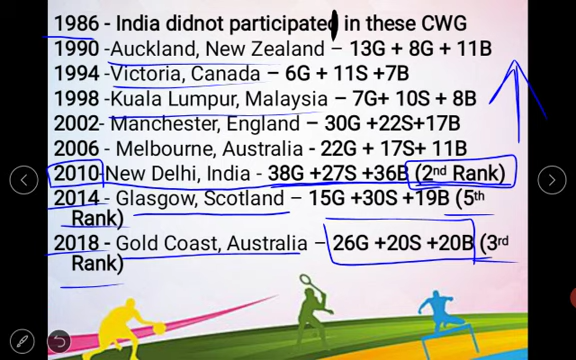 1986 - India didnot participated in these CWG
1990 -Auckland, New Zealand – 13G + 8G + 11B
1994 -Victoria, Canada – 6G + 11S +7B
1998 -Kuala Lumpur, Malaysia – 7G+ 10S + 8B
2002- Manchester, England – 30G +22S+17B
2006 - Melbourne, Australia - 22G + 17S+ 11B
2010-New Delhi, India - 38G +27S +36B (2nd Rank)
2014 - Glasgow, Scotland – 15G +30S +19B (5th
Rank)
2018 - Gold Coast, Australia – 26G +20S +20B (3rd
Rank)